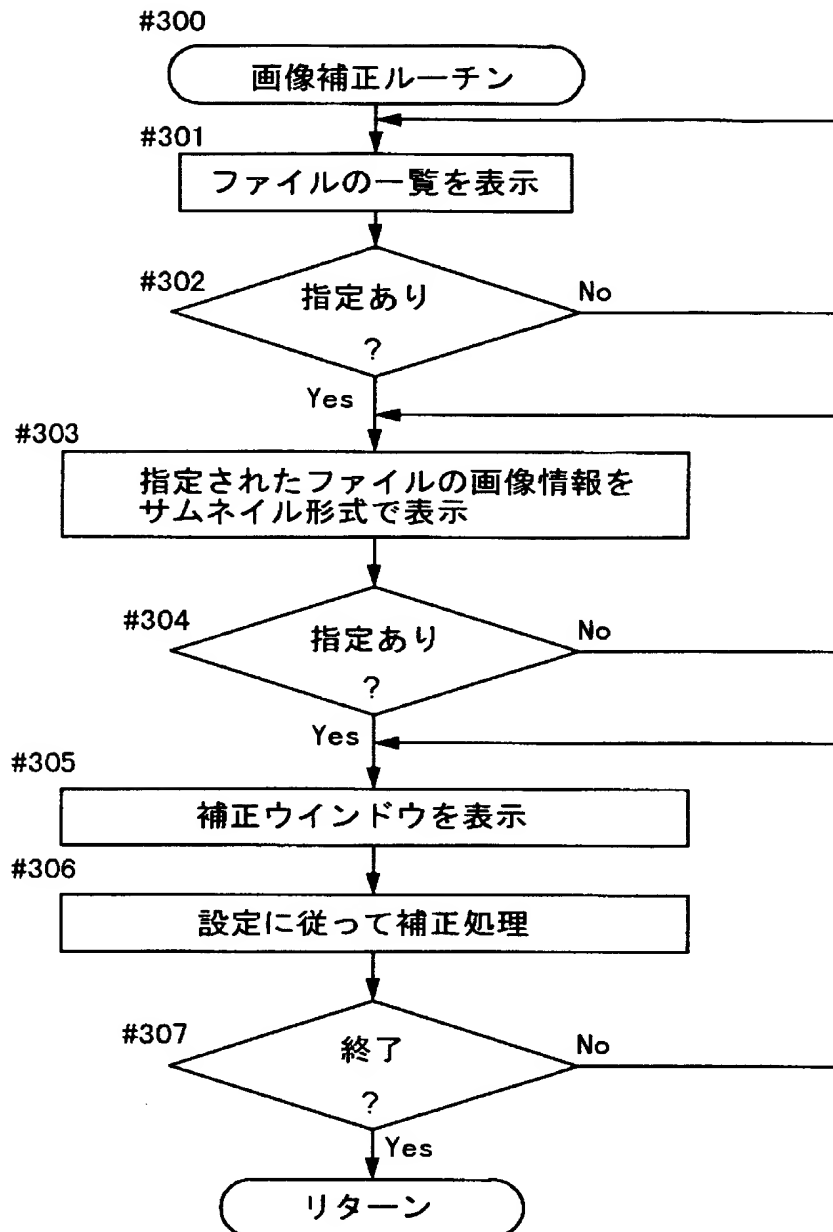 #300
画像補正ルーチン
#301
ファイルの一覧を表示
#302
指定あり
?
No
Yes
#303
指定されたファイルの画像情報を
サムネイル形式で表示
#304
指定あり
?
No
Yes
#305
補正ウインドウを表示
#306
設定に従って補正処理
#307
終了
?
No
Yes
リターン